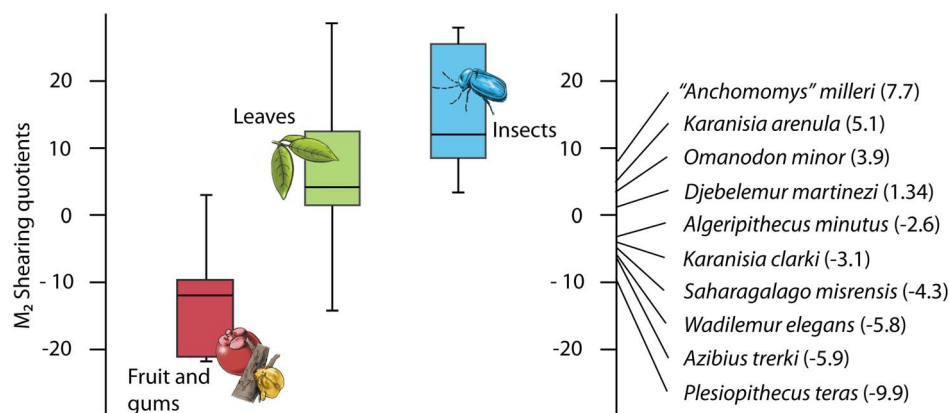 M₂ Shearing quotients
20
10
0
- 10
-20
Leaves
Insects
Fruit and
gums
20
10
0
- 10
-20
“Anchomomys” milleri (7.7)
Karanisia arenula (5.1)
Omanodon minor (3.9)
Djebelemur martinezi (1.34)
Algeripithecus minutus (-2.6)
Karanisia clarki (-3.1)
Saharagalago misrensis (-4.3)
Wadilemur elegans (-5.8)
Azibius trerki (-5.9)
Plesiopithecus teras (-9.9)